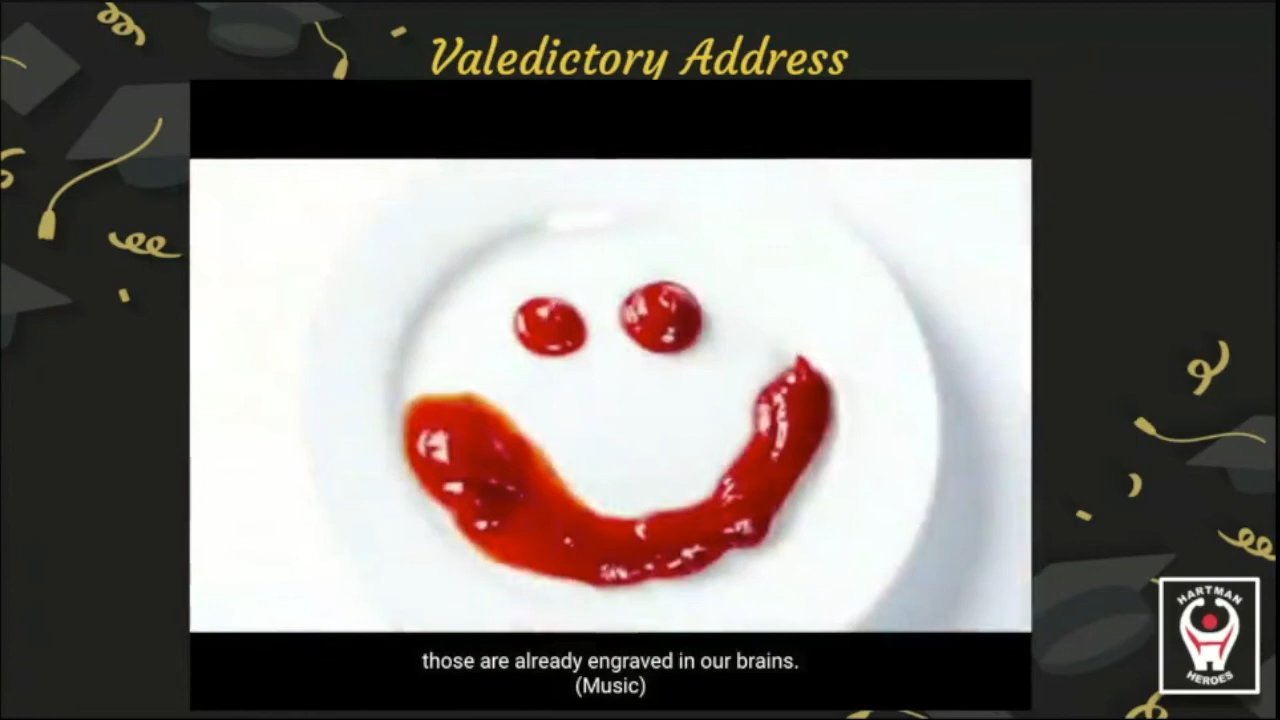 Valedictory Address
those are already engraved in our brains.
(Music)
HARTMAN
HEROES